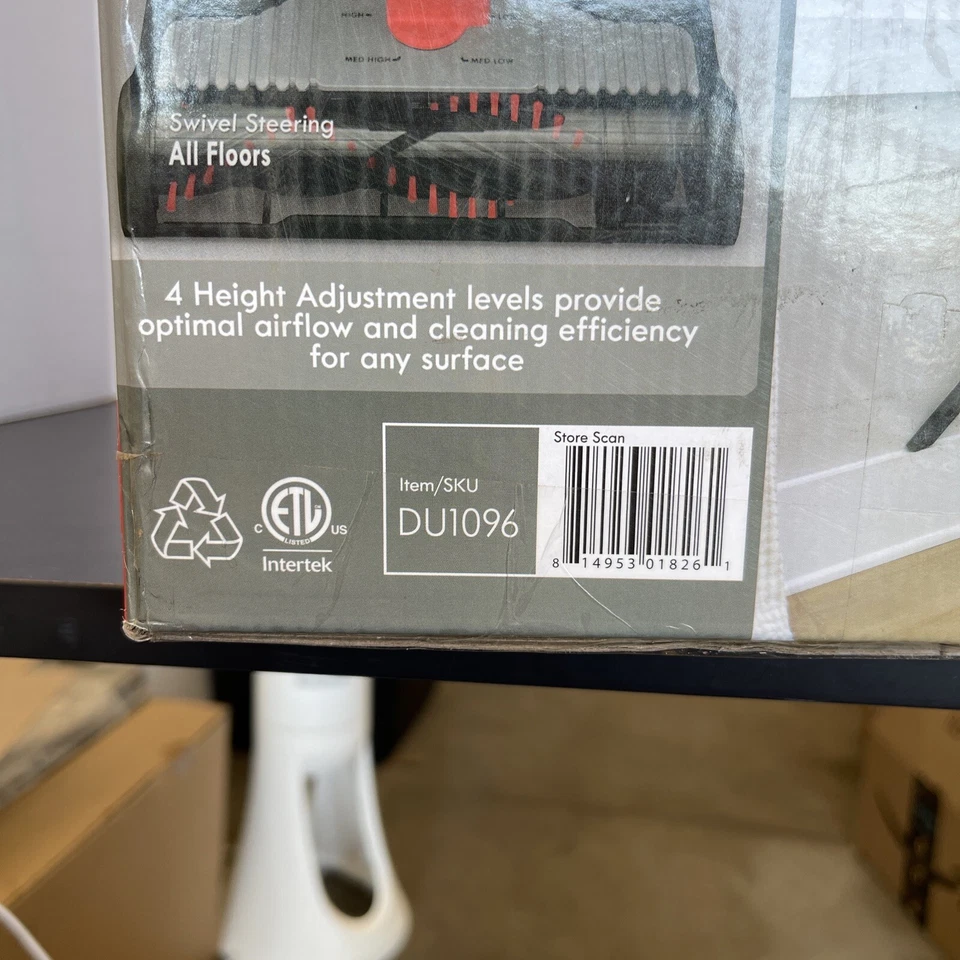 HIGH
MED HIGH
MED LOW
Swivel Steering
All Floors
4 Height Adjustment levels provide
optimal airflow and cleaning efficiency
for any surface
Item/SKU
DU1096
Store Scan
8 14953 01826 1
C ETL US
LISTED
Intertek